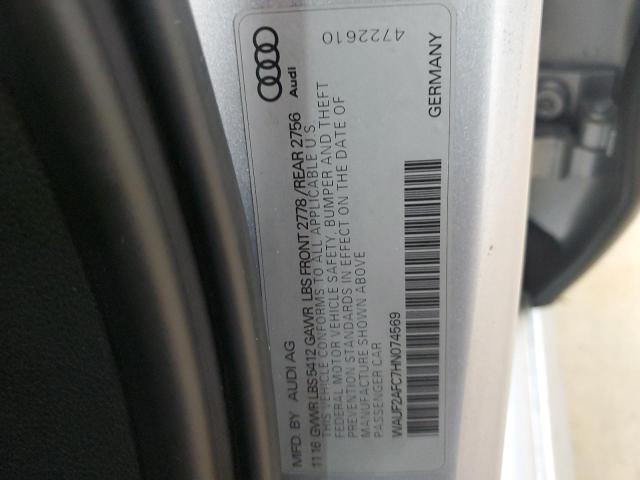 Audi
4722610
MFD. BY AUDI AG
11 16 GVWR LBS 5412 GAWR LBS FRONT 2778/REAR 2756
THIS VEHICLE CONFORMS TO ALL APPLICABLE U S
FEDERAL MOTOR VEHICLE SAFETY, BUMPER AND THEFT
PREVENTION STANDARDS IN EFFECT ON THE DATE OF
MANUFACTURE SHOWN ABOVE
PASSENGER CAR
WAUF2AFC7HN074569
GERMANY